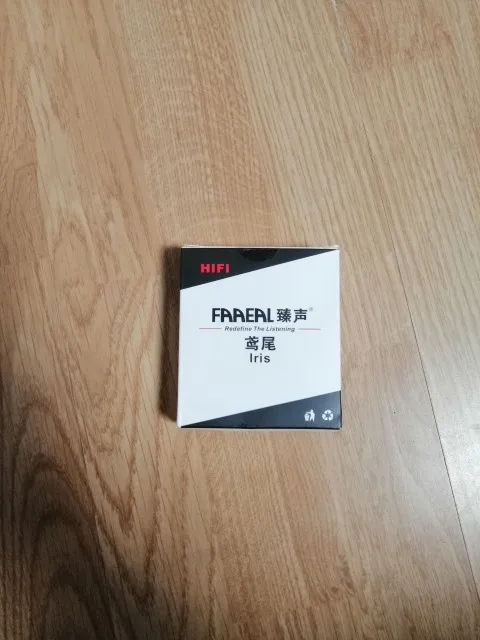 HIFI
FAAEAL 臻声®
Redefine The Listening
鸢尾
Iris